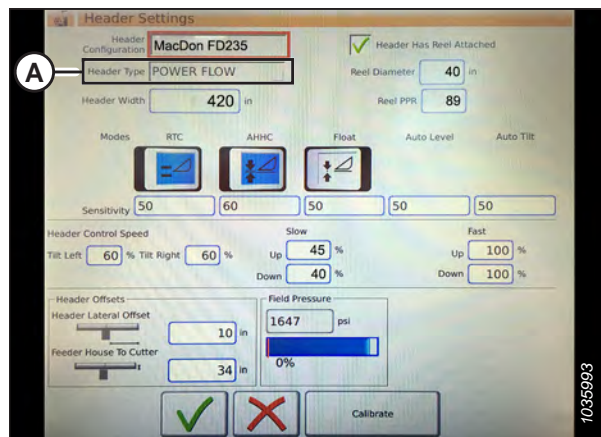 Header Settings
Header Configuration MacDon FD235
Header Has Reel Attached
A
Header Type POWER FLOW
Reel Diameter 40 in
Header Width 420 in
Reel PPR 89
Modes RTC AHHC Float Auto Level Auto Tilt
Sensitivity 50 60 50 50 50
Header Control Speed
Tilt Left 60 % Tilt Right 60 %
Slow
Up 45 %
Down 40 %
Fast
Up 100 %
Down 100 %
Header Offsets
Header Lateral Offset
10 in
Feeder House To Cutter
34 in
Field Pressure
1647 psi
0%
Calibrate
1035993